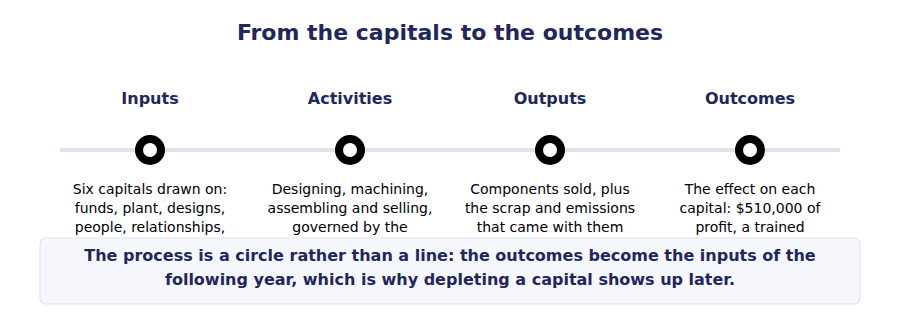 From the capitals to the outcomes
Inputs
Activities
Outputs
Outcomes
Six capitals drawn on:
funds, plant, designs,
people, relationships,
Designing, machining,
assembling and selling,
governed by the
Components sold, plus
the scrap and emissions
that came with them
The effect on each
capital: $510,000 of
profit, a trained
The process is a circle rather than a line: the outcomes become the inputs of the
following year, which is why depleting a capital shows up later.